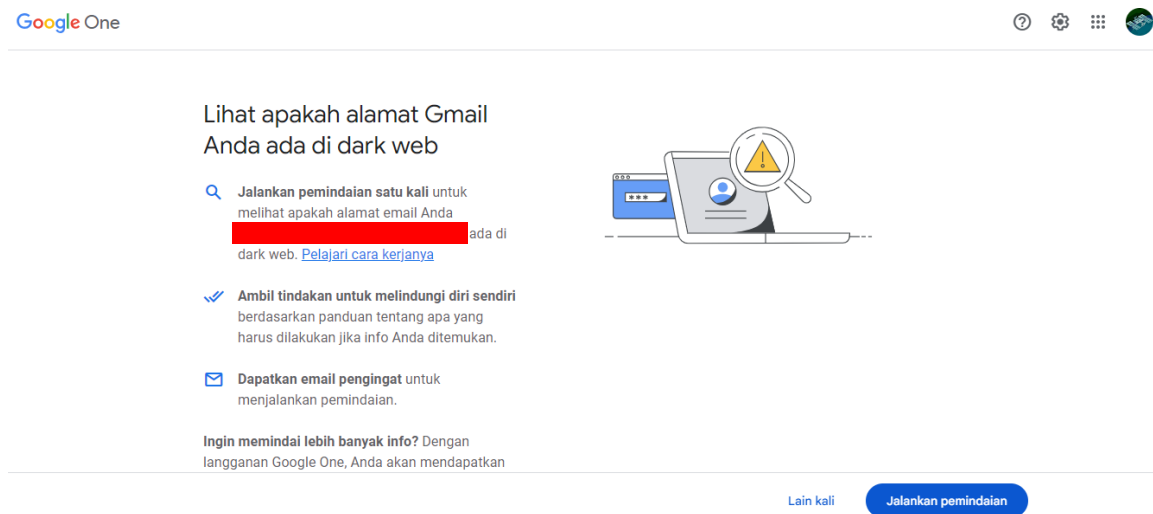 Google One
Lihat apakah alamat Gmail
Anda ada di dark web
Jalankan pemindaian satu kali untuk
melihat apakah alamat email Anda
ada di
dark web. Pelajari cara kerjanya
Ambil tindakan untuk melindungi diri sendiri
berdasarkan panduan tentang apa yang
harus dilakukan jika info Anda ditemukan.
Dapatkan email pengingat untuk
menjalankan pemindaian.
Ingin memindai lebih banyak info? Dengan
langganan Google One, Anda akan mendapatkan
***
Lain kali
Jalankan pemindaian